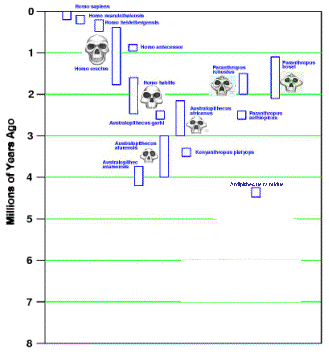 Homo sapiens
Homo neandethalensis
Homo heidelbergensis
Homo antecessor
Homo erectus
Homo habilis
Paranthropus
robustus
Paranthropus
boisei
Australopithecus garhi
Australopithecus
africanus
Paranthropus
aethiopicus
Australopithecus
afarensis
Kenyanthropus platyops
Australopithec
anamensis
Ardipithecus ramidus
Millions of Years Ago
0
1
2
3
4
5
6
7
8